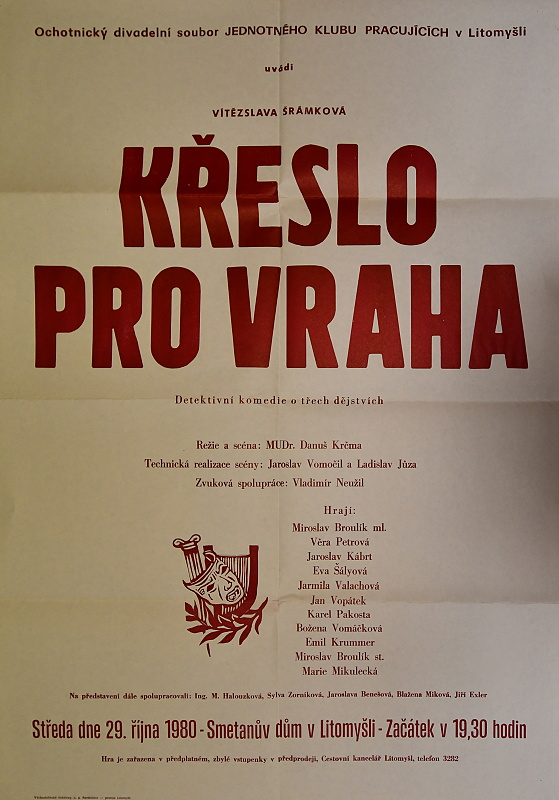 Ochotnický divadelní soubor JEDNOTNÉHO KLUBU PRACUJÍCÍCH v Litomyšli
uvádí
VÍTĚZSLAVA ŠRÁMKOVÁ
KŘESLO
PRO VRAHA
Detektivní komedie o třech dějstvích
Režie a scéna: MUDr. Danuš Krčma
Technická realizace scény: Jaroslav Vomočil a Ladislav Jůza
Zvuková spolupráce: Vladimír Neužil
Hrají:
Miroslav Broulík ml.
Věra Petrová
Jaroslav Kábrt
Eva Šályová
Jarmila Valachová
Jan Vopátek
Karel Pakosta
Božena Vomáčková
Emil Krummer
Miroslav Broulík st.
Marie Mikulecká
Na představení dále spolupracovali: Ing. M. Halouzková, Sylva Zorníková, Jaroslava Benešová, Blažena Miková, Jiří Exler
Středa dne 29. října 1980 - Smetanův dům v Litomyšli - Začátek v 19,30 hodin
Hra je zařazena v předplatném, zbylé vstupenky v předprodeji, Cestovní kancelář Litomyšl, telefon 3282